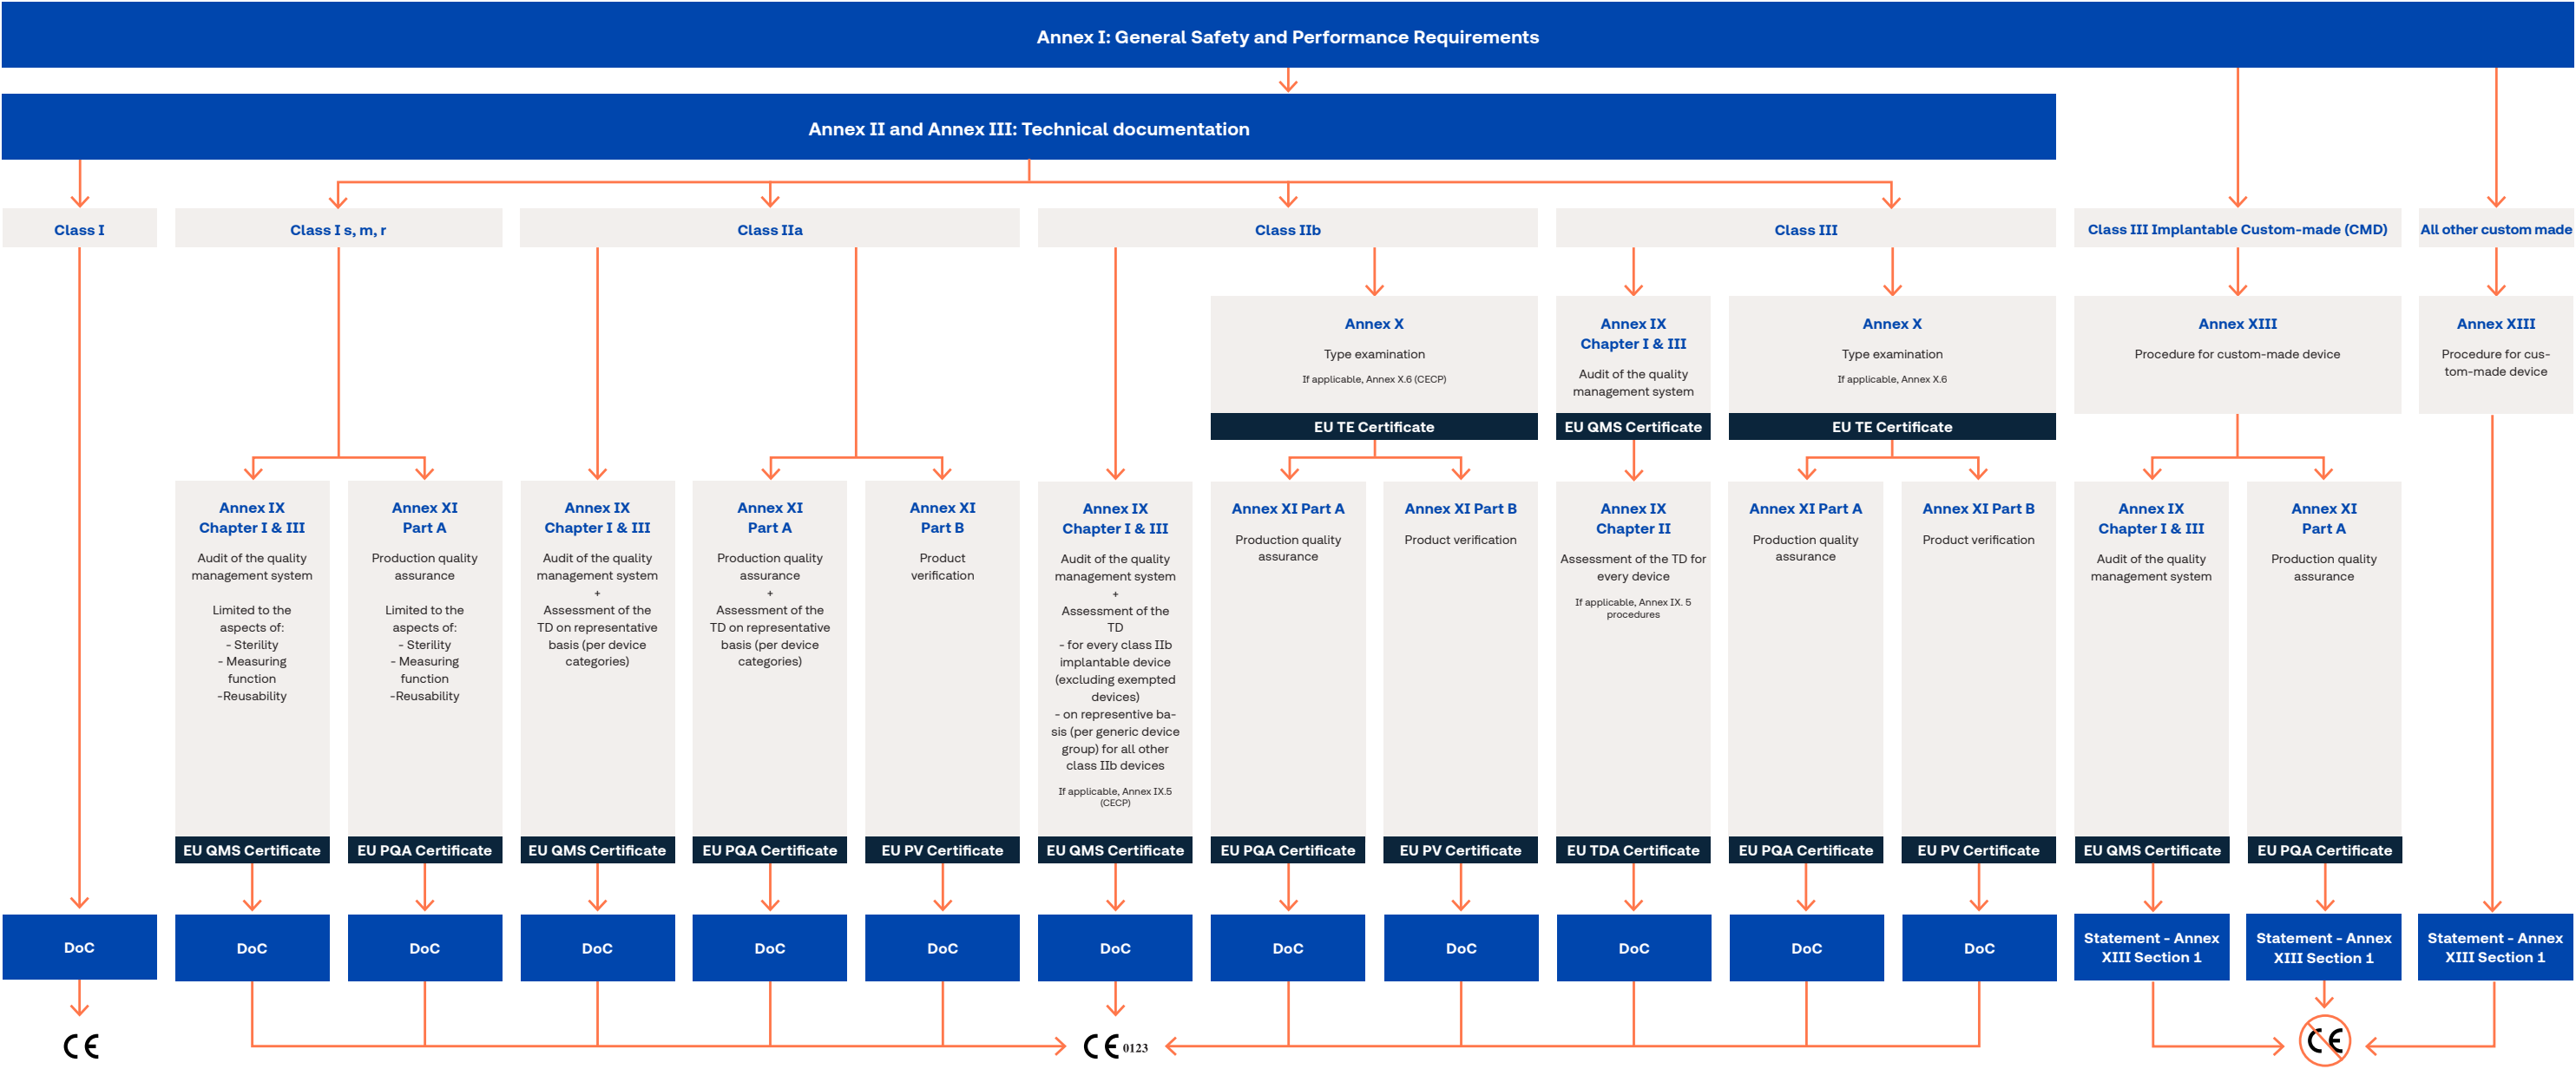 Annex I: General Safety and Performance Requirements
Annex II and Annex III: Technical documentation
Class I
Class I s, m, r
Class IIa
Class IIb
Class III
Class III Implantable Custom-made (CMD)
All other custom made
Annex X
Type examination
If applicable, Annex X.6 (CECP)
EU TE Certificate
Annex IX
Chapter I & III
Audit of the quality
management system
EU QMS Certificate
Annex X
Type examination
If applicable, Annex X.6
EU TE Certificate
Annex XIII
Procedure for custom-made device
Annex XIII
Procedure for cus-
tom-made device
Annex IX
Chapter I & III
Audit of the quality
management system
Limited to the
aspects of:
- Sterility
- Measuring
function
-Reusability
EU QMS Certificate
Annex XI
Part A
Production quality
assurance
Limited to the
aspects of:
- Sterility
- Measuring
function
-Reusability
EU PQA Certificate
Annex IX
Chapter I & III
Audit of the quality
management system
+
Assessment of the
TD on representative
basis (per device
categories)
EU QMS Certificate
Annex XI
Part A
Production quality
assurance
+
Assessment of the
TD on representative
basis (per device
categories)
EU PQA Certificate
Annex XI
Part B
Product
verification
EU PV Certificate
Annex IX
Chapter I & III
Audit of the quality
management system
+
Assessment of the
TD
- for every class IIb
implantable device
(excluding exempted
devices)
- on representive ba-
sis (per generic device
group) for all other
class IIb devices
If applicable, Annex IX.5
(CECP)
EU QMS Certificate
Annex XI Part A
Production quality
assurance
EU PQA Certificate
Annex XI Part B
Product verification
EU PV Certificate
Annex IX
Chapter II
Assessment of the TD for
every device
If applicable, Annex IX. 5
procedures
EU TDA Certificate
Annex XI Part A
Production quality
assurance
EU PQA Certificate
Annex XI Part B
Product verification
EU PV Certificate
Annex IX
Chapter I & III
Audit of the quality
management system
EU QMS Certificate
Annex XI
Part A
Production quality
assurance
EU PQA Certificate
DoC
DoC
DoC
DoC
DoC
DoC
DoC
DoC
DoC
DoC
DoC
DoC
Statement - Annex
XIII Section 1
Statement - Annex
XIII Section 1
Statement - Annex
XIII Section 1
CE
CE 0123
CE